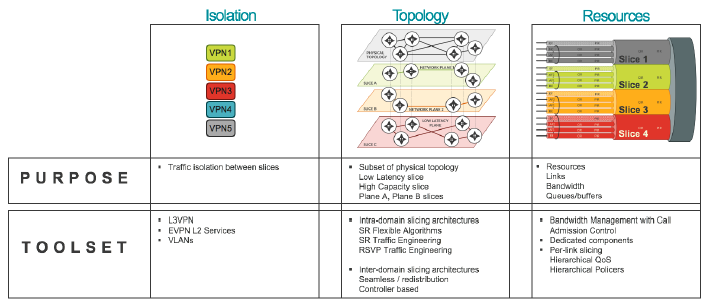 Isolation
Topology
Resources
VPN1
VPN2
VPN3
VPN4
VPN5
PHYSICAL
TOPOLOGY
NETWORK PLANE 1
SLICE A
SLICE B
NETWORK PLANE 2
LOW LATENCY
PLANE
SLICE C
Slice 1
Slice 2
Slice 3
Slice 4
PURPOSE
▪ Traffic isolation between slices
▪ Subset of physical topology
Low Latency slice
High Capacity slice
Plane A, Plane B slices
▪ Resources
Links
Bandwidth
Queues/buffers
TOOLSET
▪ L3VPN
▪ EVPN L2 Services
▪ VLANs
▪ Intra-domain slicing architectures
SR Flexible Algorithms
SR Traffic Engineering
RSVP Traffic Engineering
▪ Inter-domain slicing architectures
Seamless / redistribution
Controller based
▪ Bandwidth Management with Call
Admission Control
▪ Dedicated components
▪ Per-link slicing
Hierarchical QoS
Hierarchical Policers